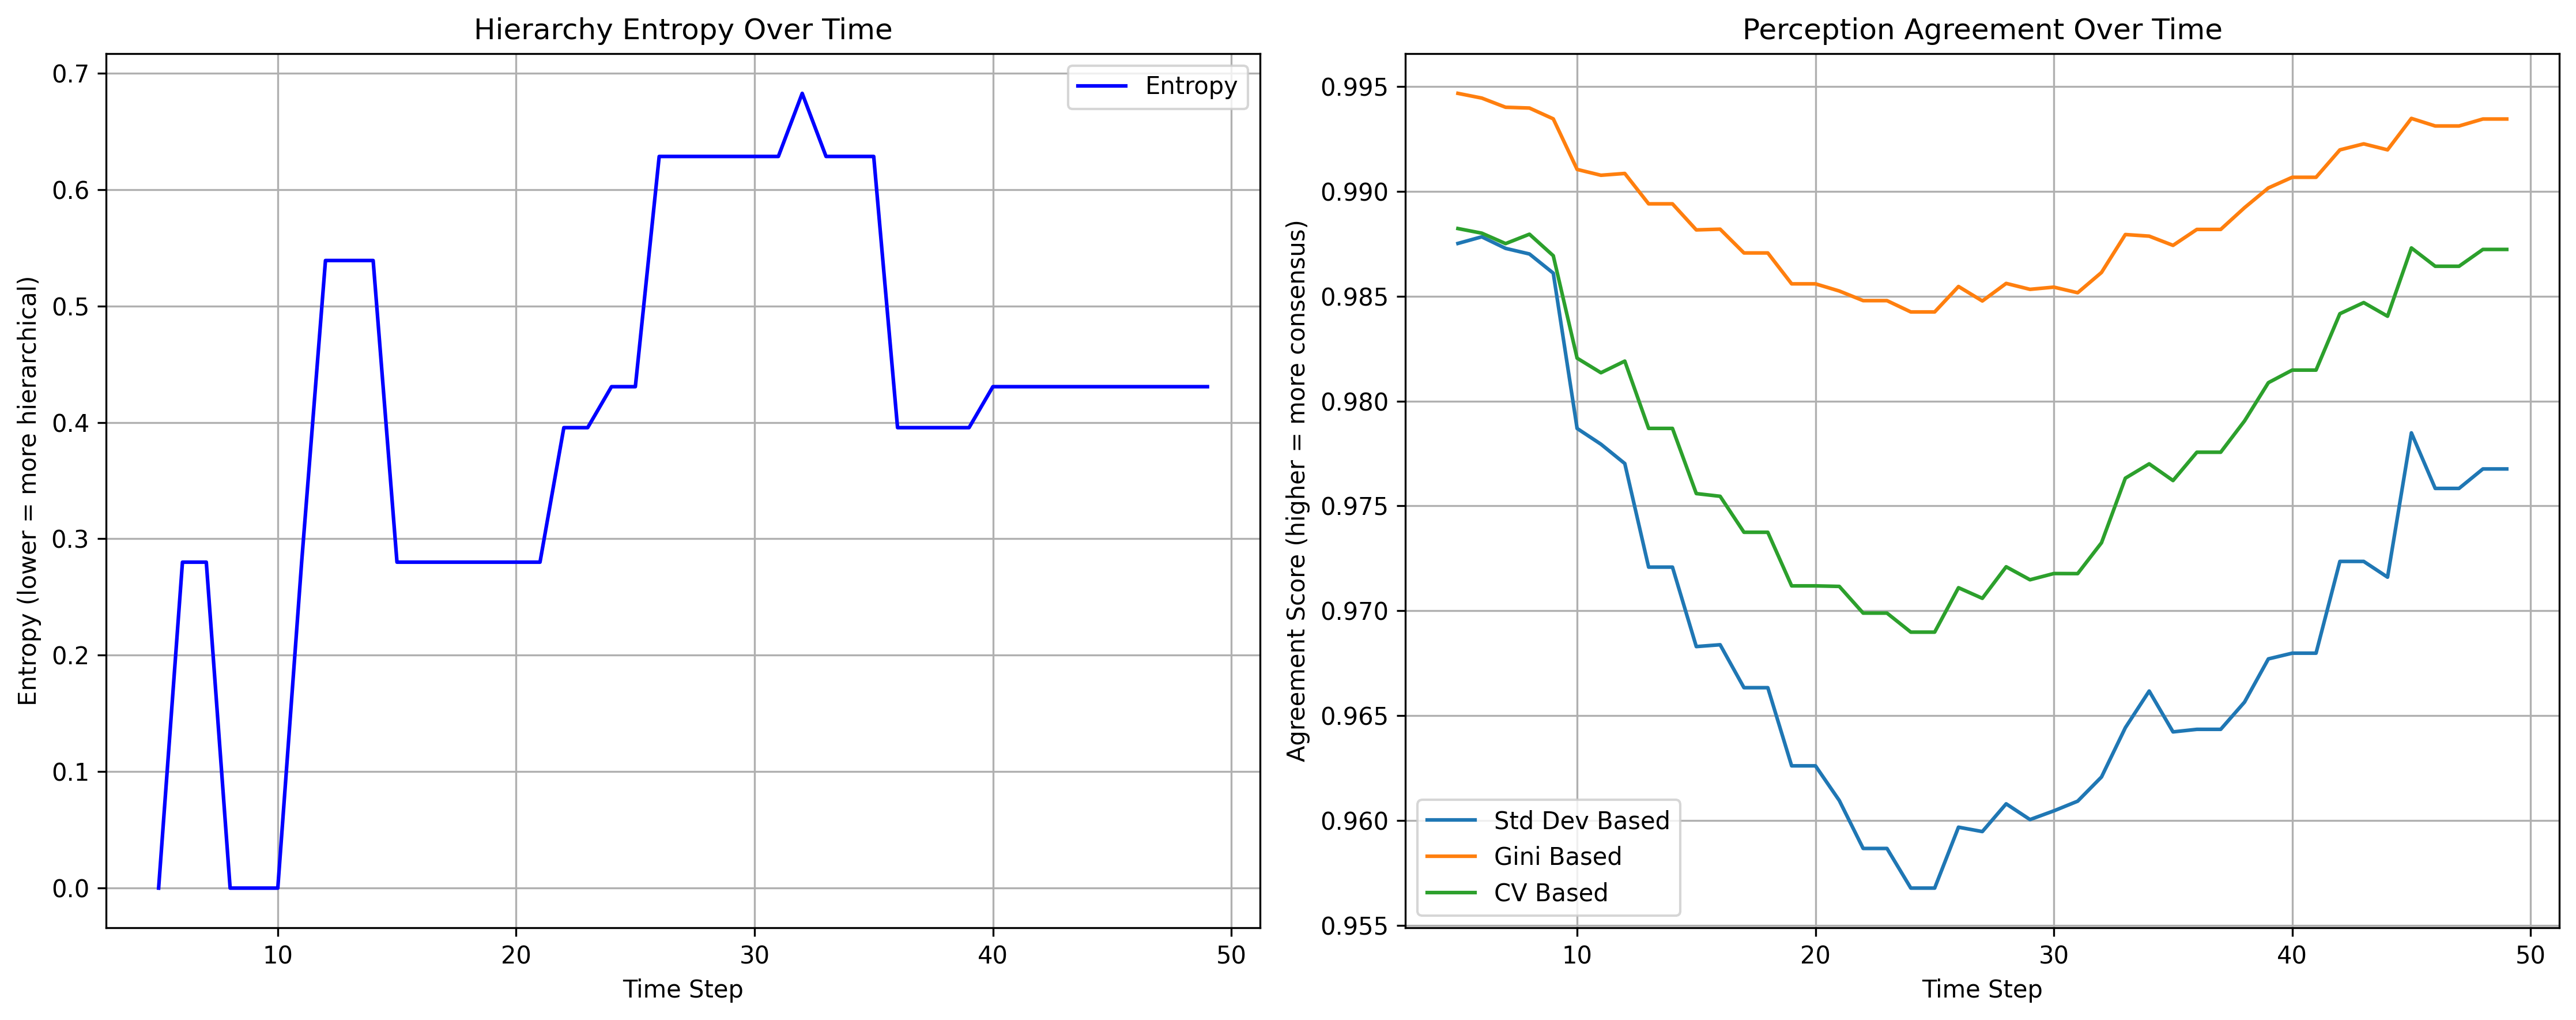 Hierarchy Entropy Over Time
Entropy
Entropy (lower = more hierarchical)
0.7
0.6
0.5
0.4
0.3
0.2
0.1
0.0
10 20 30 40 50
Time Step
Perception Agreement Over Time
Agreement Score (higher = more consensus)
0.995
0.990
0.985
0.980
0.975
0.970
0.965
0.960
0.955
Std Dev Based
Gini Based
CV Based
10 20 30 40 50
Time Step